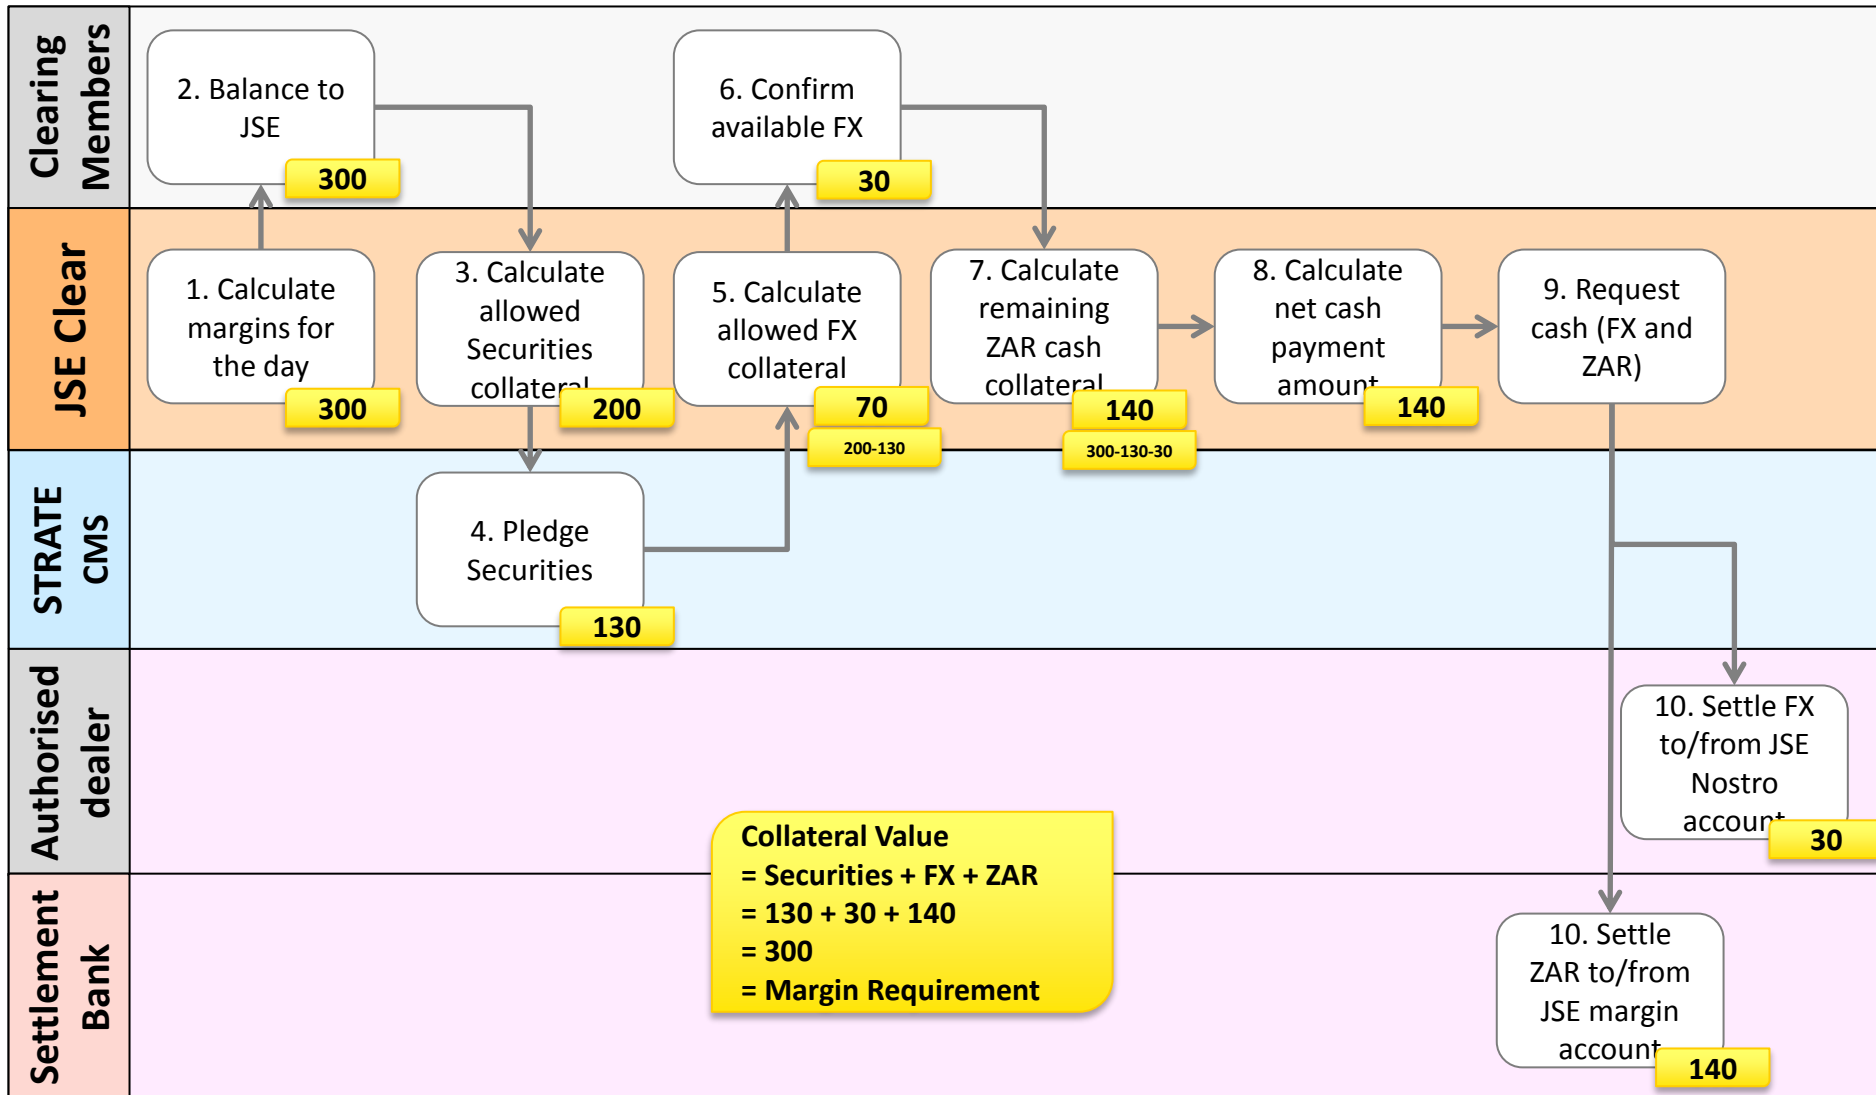 Clearing
Members
2. Balance to
JSE
300
6. Confirm
available FX
30
JSE Clear
1. Calculate
margins for
the day
300
3. Calculate
allowed
Securities
collateral
200
5. Calculate
allowed FX
collateral
70
200-130
7. Calculate
remaining
ZAR cash
collateral
140
300-130-30
8. Calculate
net cash
payment
amount
140
9. Request
cash (FX and
ZAR)
STRATE
CMS
4. Pledge
Securities
130
Authorised
dealer
10. Settle FX
to/from JSE
Nostro
account
30
Settlement
Bank
Collateral Value
= Securities + FX + ZAR
= 130 + 30 + 140
= 300
= Margin Requirement
10. Settle
ZAR to/from
JSE margin
account
140